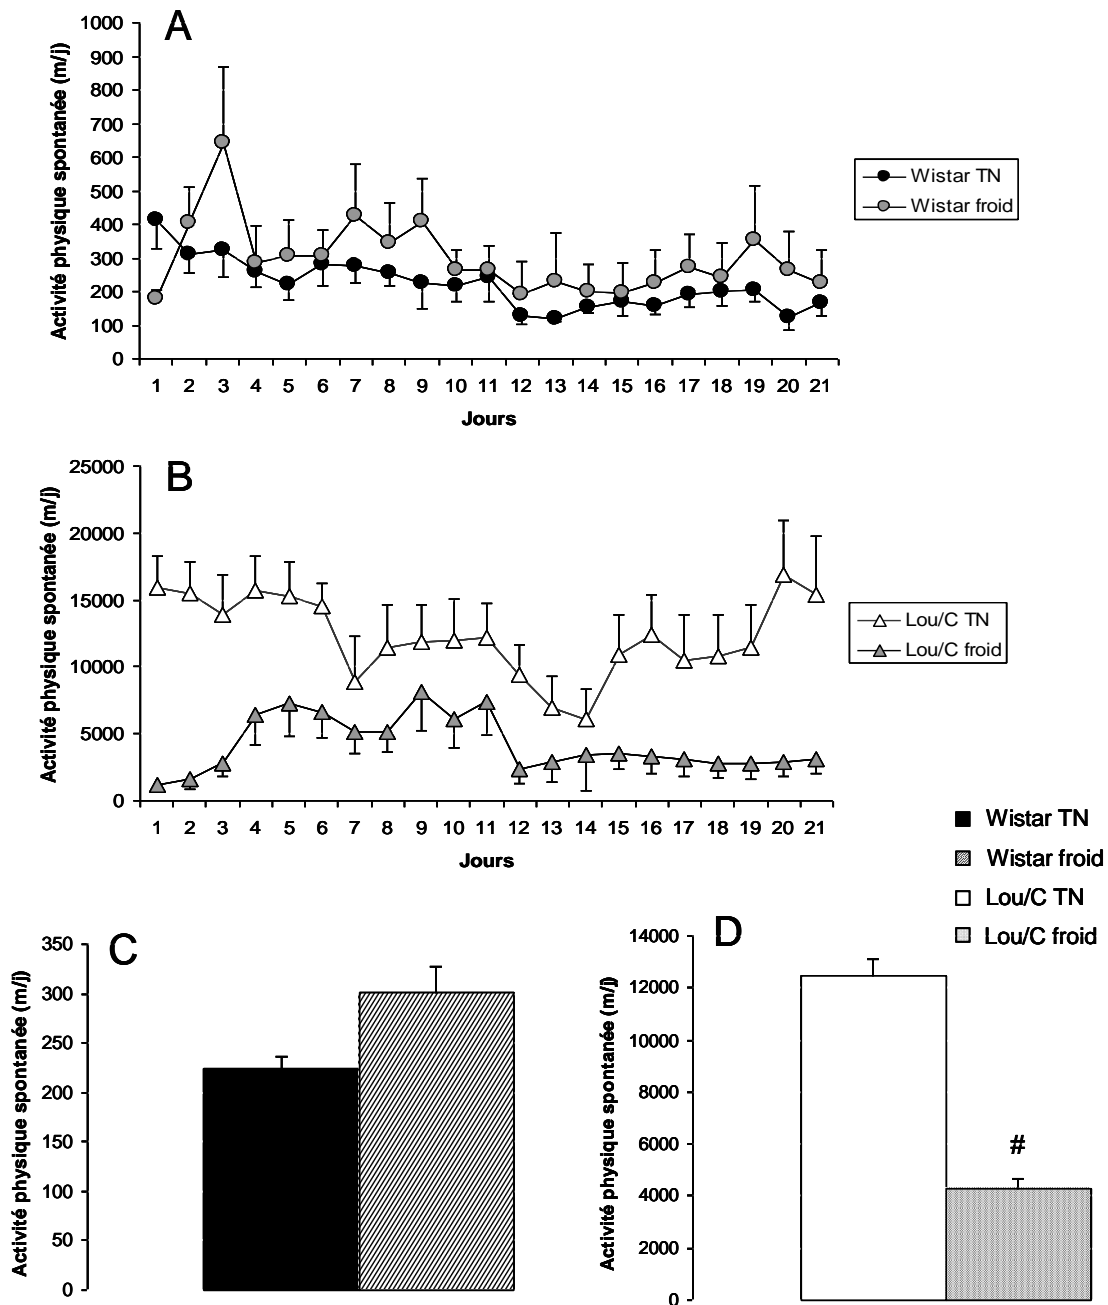 A
Activité physique spontanée (m/j)
1000
900
800
700
600
500
400
300
200
100
0
1 2 3 4 5 6 7 8 9 10 11 12 13 14 15 16 17 18 19 20 21
Jours
Wistar TN
Wistar froid
B
Activité physique spontanée (m/j)
25000
20000
15000
10000
5000
0
1 2 3 4 5 6 7 8 9 10 11 12 13 14 15 16 17 18 19 20 21
Jours
Lou/C TN
Lou/C froid
Wistar TN
Wistar froid
Lou/C TN
Lou/C froid
C
Activité physique spontanée (m/j)
350
300
250
200
150
100
50
0
D
Activité physique spontanée (m/j)
14000
12000
10000
8000
6000
4000
2000
0
#